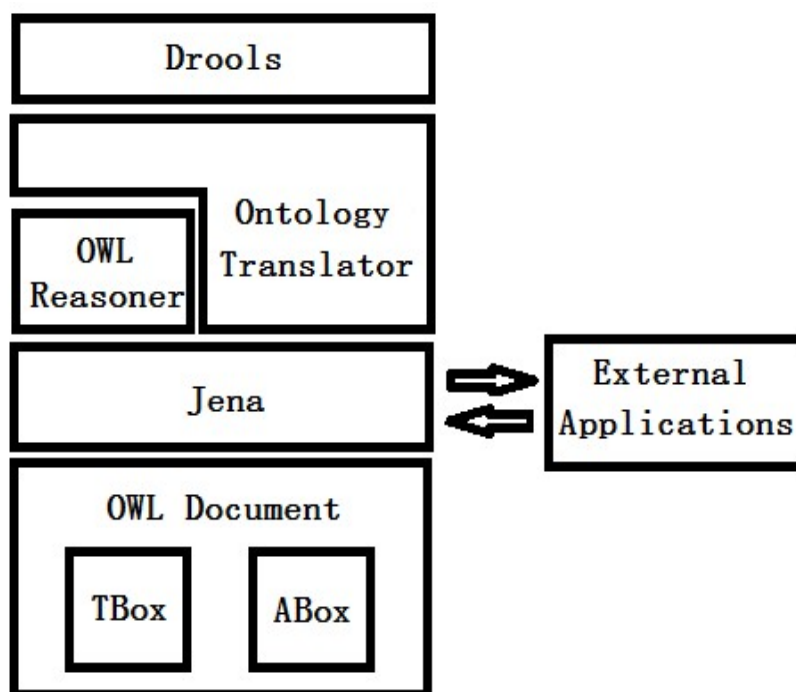 Drools
Ontology
Translator
OWL
Reasoner
Jena
External
Applications
OWL Document
TBox
ABox